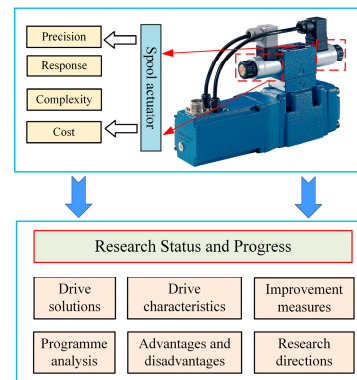 Precision
Response
Complexity
Cost
Spool actuator
Research Status and Progress
Drive
solutions
Drive
characteristics
Improvement
measures
Programme
analysis
Advantages and
disadvantages
Research
directions